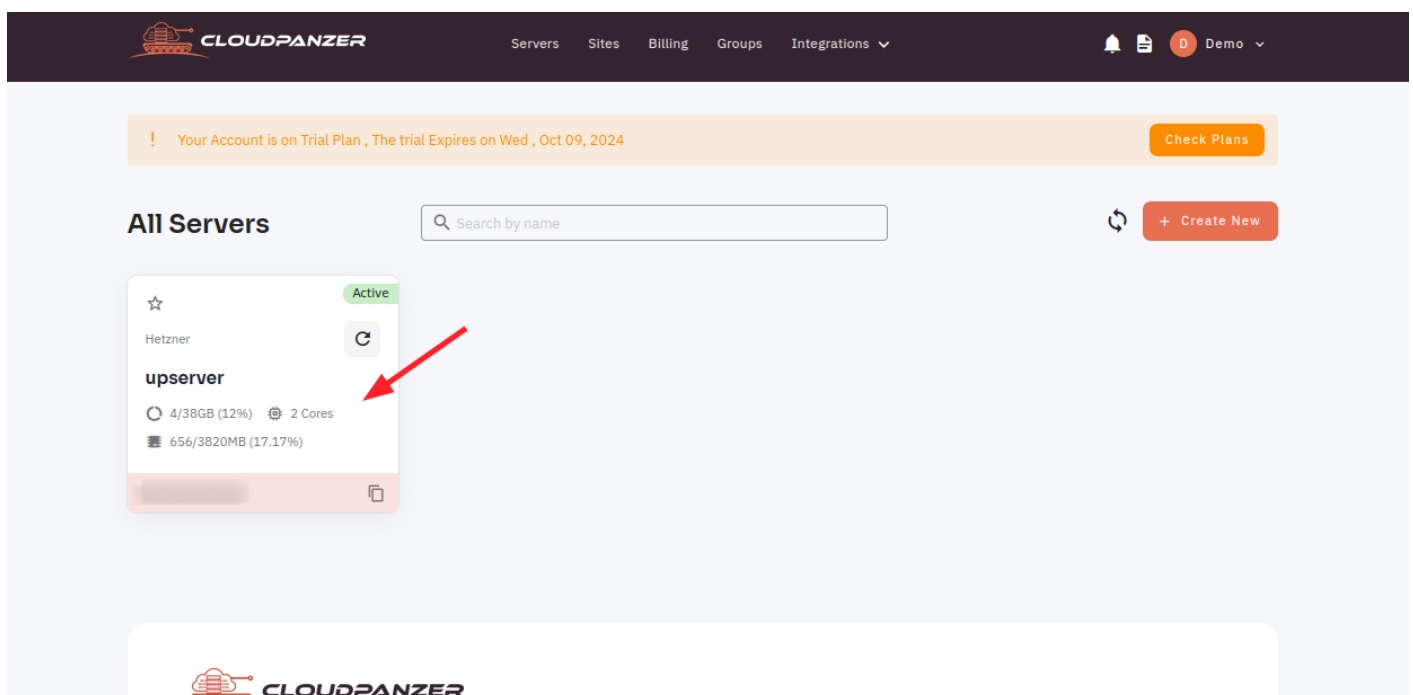 CLOUDPANZER
Servers Sites Billing Groups Integrations
D Demo
! Your Account is on Trial Plan , The trial Expires on Wed , Oct 09, 2024
Check Plans
All Servers
Search by name
+ Create New
Active
Hetzner
upserver
4/38GB (12%) 2 Cores
656/3820MB (17.17%)
CLOUDPANZER